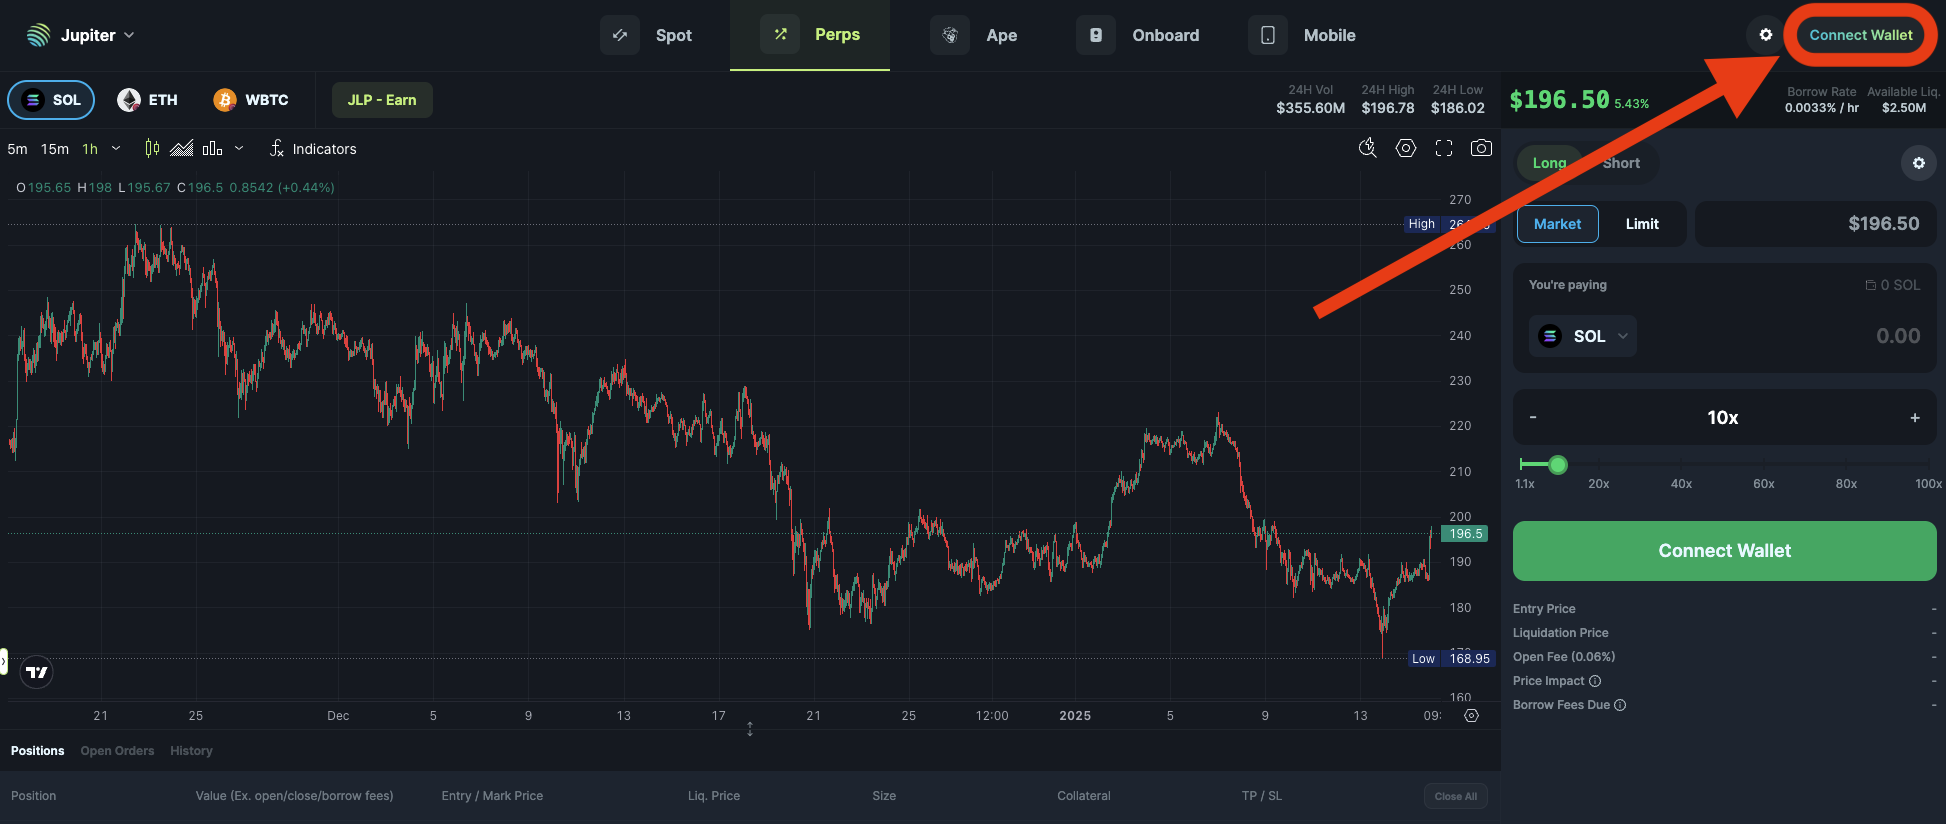 Jupiter
Spot
Perps
Ape
Onboard
Mobile
Connect Wallet
SOL
ETH
WBTC
JLP - Earn
24H Vol
$355.60M
24H High
$196.78
24H Low
$186.02
$196.50 5.43%
Borrow Rate
0.0033% / hr
Available Liq.
$2.50M
5m 15m 1h
Indicators
O195.65 H198 L195.67 C196.5 0.8542 (+0.44%)
270
High
260
250
240
230
220
210
200
196.5
190
180
Low 168.95
160
21 25 Dec 5 9 13 17 21 25 12:00 2025 5 9 13 09:
Long
Short
Market
Limit
$196.50
You're paying
0 SOL
SOL
0.00
-
10x
+
1.1x 20x 40x 60x 80x 100x
Connect Wallet
Entry Price -
Liquidation Price -
Open Fee (0.06%) -
Price Impact -
Borrow Fees Due -
Positions Open Orders History
Position Value (Ex. open/close/borrow fees) Entry / Mark Price Liq. Price Size Collateral TP / SL Close All